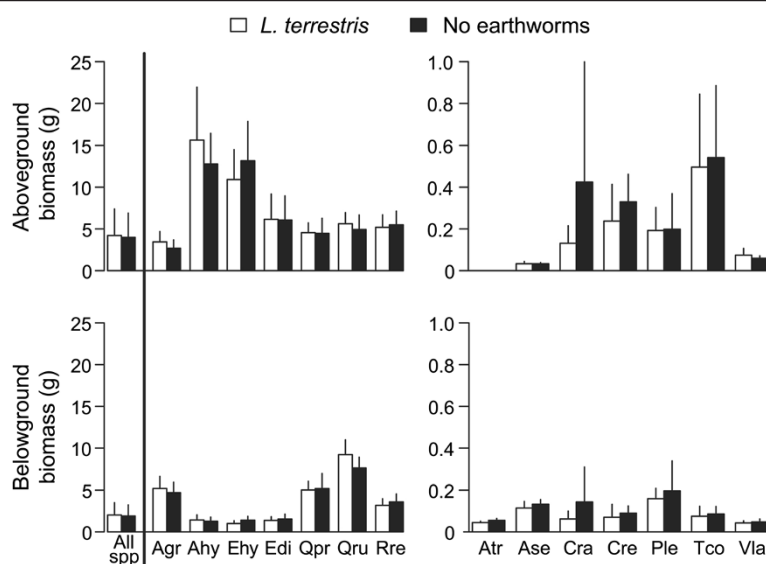 L. terrestris No earthworms
Aboveground
biomass (g)
25
20
15
10
5
0
1.0
0.8
0.6
0.4
0.2
0
Belowground
biomass (g)
25
20
15
10
5
0
1.0
0.8
0.6
0.4
0.2
0
All
spp
Agr Ahy Ehy Edi Qpr Qru Rre
Atr Ase Cra Cre Ple Tco Vla